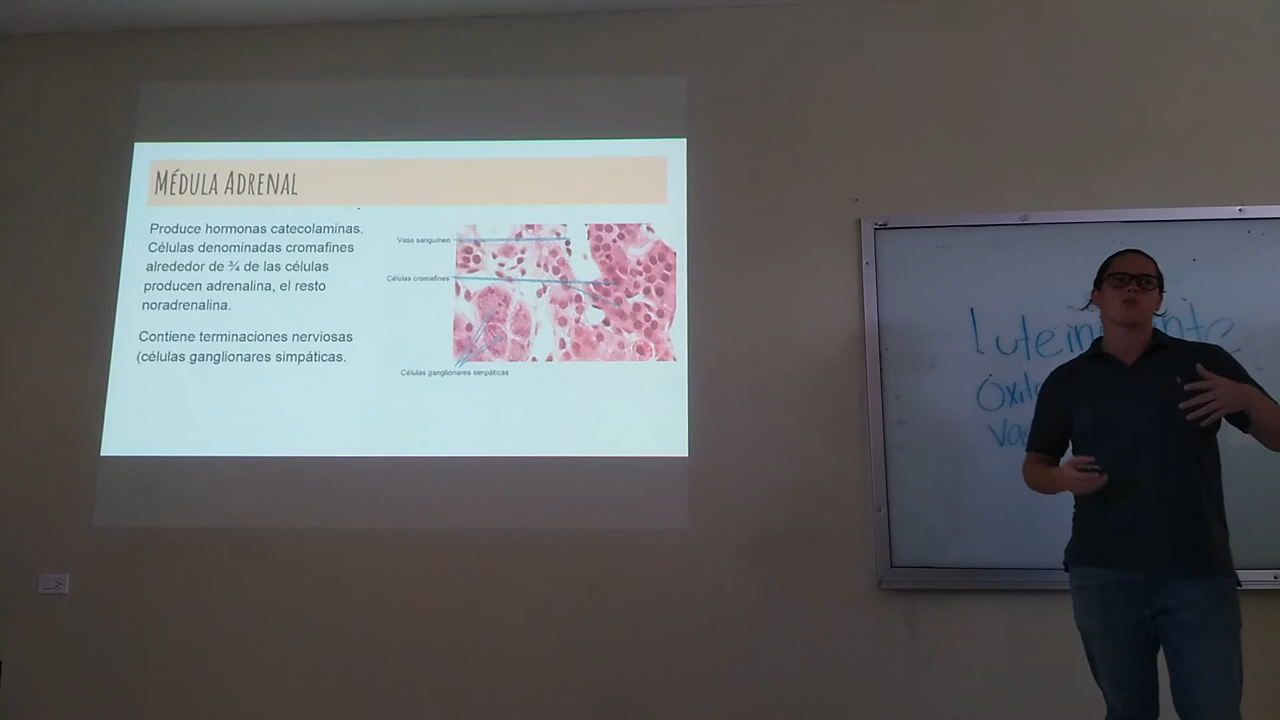 MÉDULA ADRENAL
Produce hormonas catecolaminas.
Células denominadas cromafines
alrededor de ¾ de las células
producen adrenalina, el resto
noradrenalina.
Contiene terminaciones nerviosas
(células ganglionares simpáticas.
Vaso sanguíneo
Células cromafines
Células ganglionares simpáticas